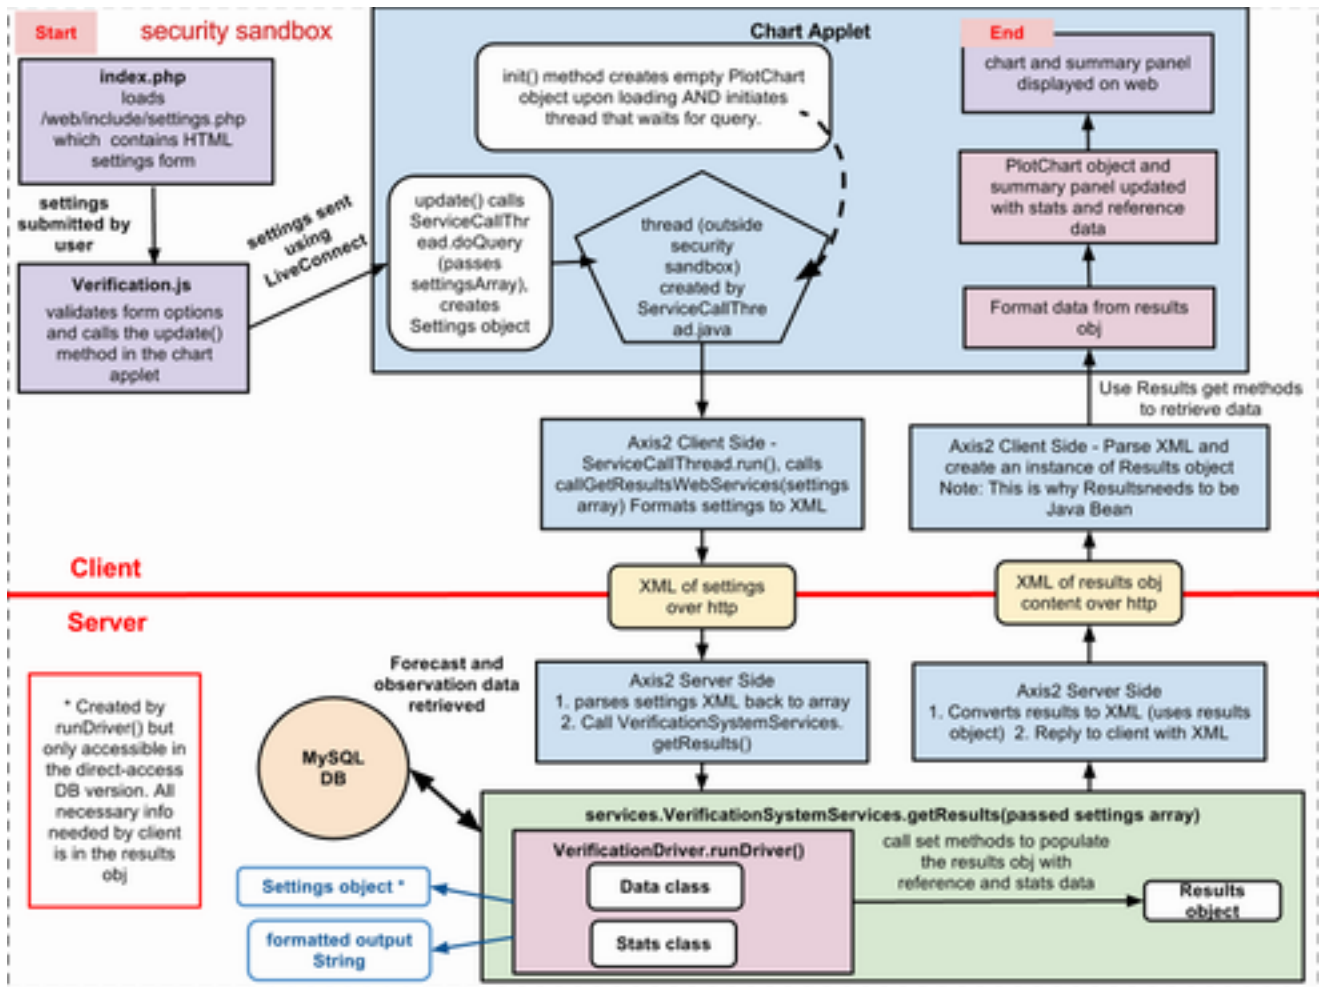 Start
security sandbox
index.php
loads
/web/include/settings.php
which contains HTML
settings form
settings
submitted by
user
Verification.js
validates form options
and calls the update()
method in the chart
applet
settings sent
using
LiveConnect
Chart Applet
init() method creates empty PlotChart
object upon loading AND initiates
thread that waits for query.
update() calls
ServiceCallThr
ead.doQuery
(passes
settingsArray),
creates
Settings object
thread (outside
security
sandbox)
created by
ServiceCallThre
ad.java
End
chart and summary panel
displayed on web
PlotChart object and
summary panel updated
with stats and reference
data
Format data from results
obj
Use Results get methods
to retrieve data
Axis2 Client Side -
ServiceCallThread.run(), calls
callGetResultsWebServices(settings
array) Formats settings to XML
Axis2 Client Side - Parse XML and
create an instance of Results object
Note: This is why Resultsneeds to be
Java Bean
Client
XML of settings
over http
XML of results obj
content over http
Server
* Created by
runDriver() but
only accessible in
the direct-access
DB version. All
necessary info
needed by client
is in the results
obj
Forecast and
observation data
retrieved
MySQL
DB
Axis2 Server Side
1. parses settings XML back to array
2. Call VerificationSystemServices.
getResults()
Axis2 Server Side
1. Converts results to XML (uses results
object) 2. Reply to client with XML
services.VerificationSystemServices.getResults(passed settings array)
VerificationDriver.runDriver()
Data class
Stats class
call set methods to populate
the results obj with
reference and stats data
Results
object
Settings object *
formatted output
String